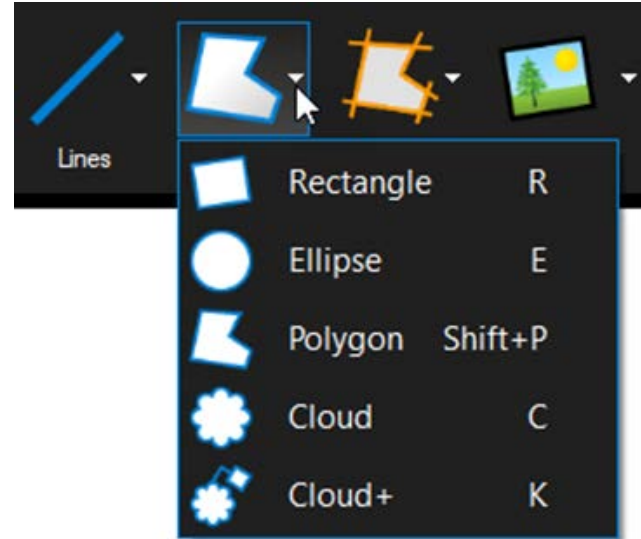 Lines
Rectangle R
Ellipse E
Polygon Shift+P
Cloud C
Cloud+ K